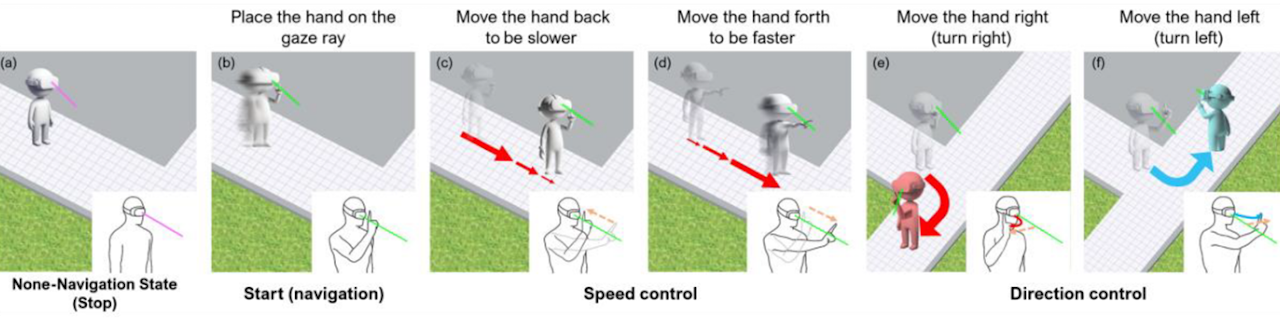 Place the hand on the
gaze ray
Move the hand back
to be slower
Move the hand forth
to be faster
Move the hand right
(turn right)
Move the hand left
(turn left)
(a)
(b)
(c)
(d)
(e)
(f)
None-Navigation State
(Stop)
Start (navigation)
Speed control
Direction control